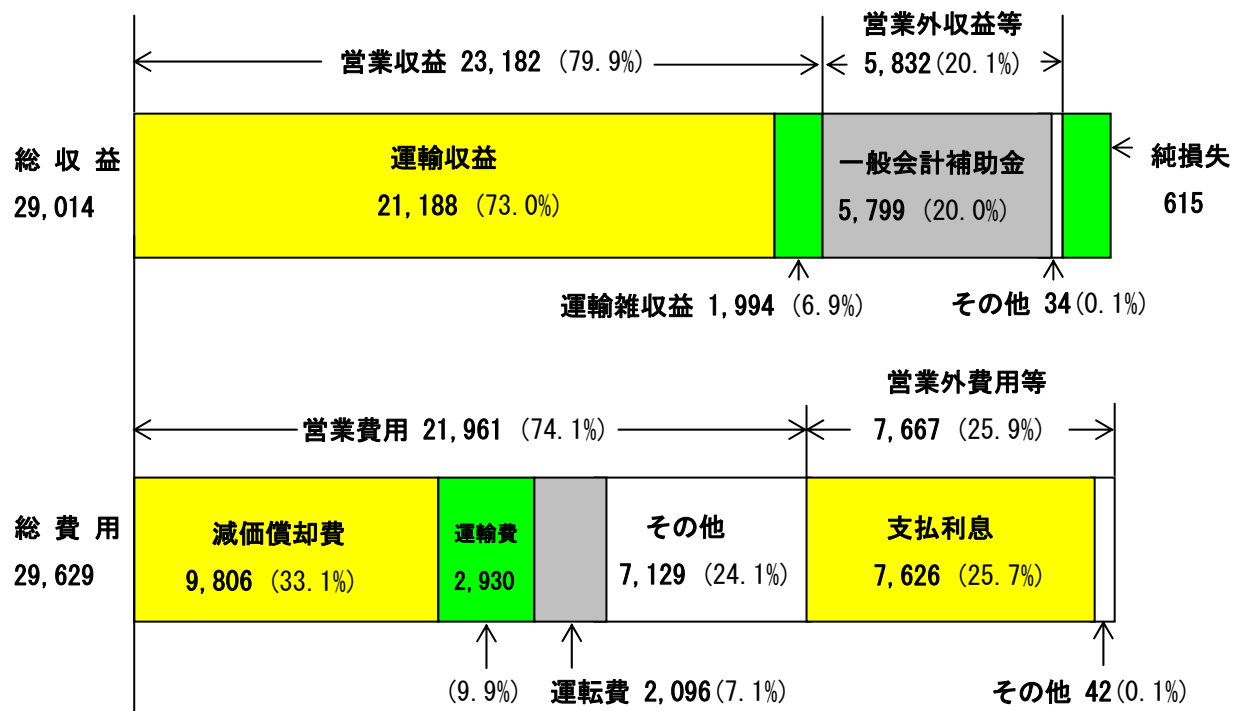 営業外収益等
営業収益 23,182 (79.9%)
5,832(20.1%)
総収益
29,014
運輸収益
21,188 (73.0%)
一般会計補助金
5,799 (20.0%)
純損失
615
運輸雑収益 1,994 (6.9%)
その他 34(0.1%)
営業外費用等
営業費用 21,961 (74.1%)
7,667 (25.9%)
総費用
29,629
減価償却費
9,806 (33.1%)
運輸費
2,930
その他
7,129 (24.1%)
支払利息
7,626 (25.7%)
(9.9%)
運転費 2,096(7.1%)
その他 42(0.1%)